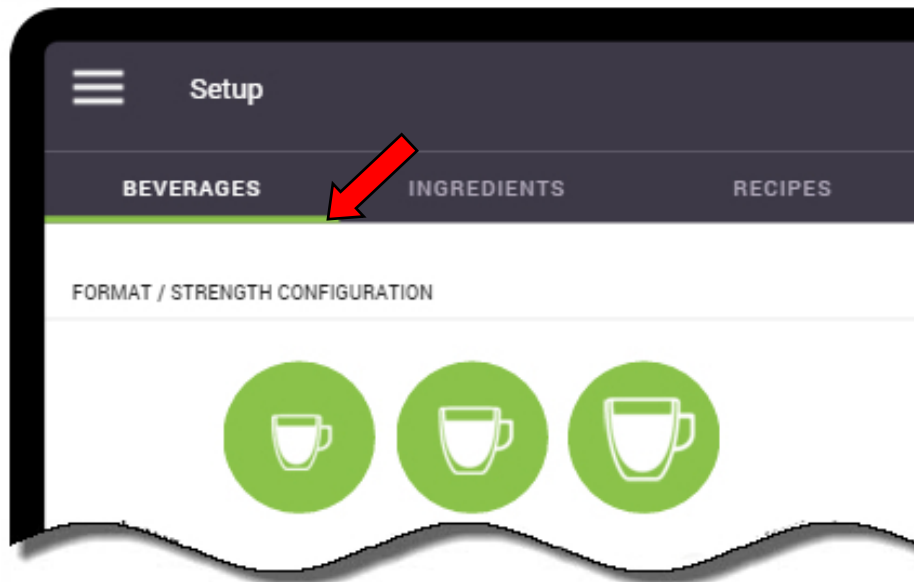 Setup
BEVERAGES INGREDIENTS RECIPES
FORMAT / STRENGTH CONFIGURATION